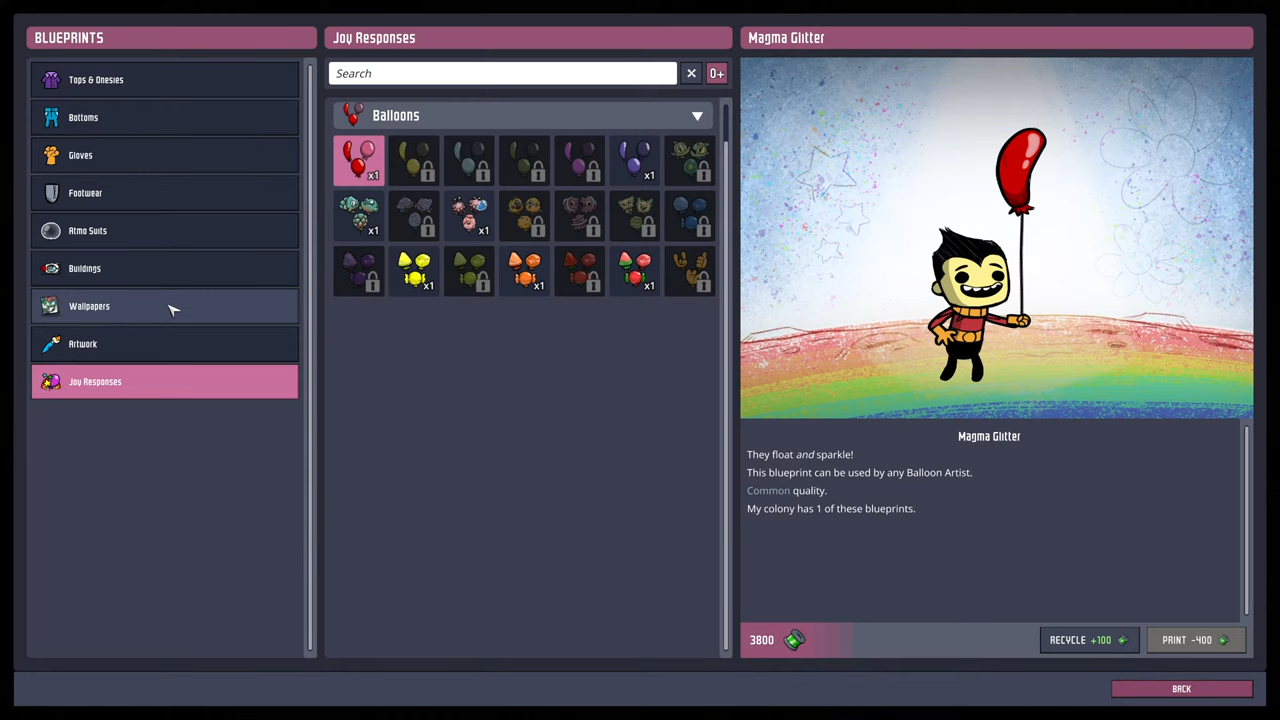 BLUEPRINTS
Tops & Onesies
Bottoms
Gloves
Footwear
Atmo Suits
Buildings
Wallpapers
Artwork
Joy Responses
Joy Responses
Search
✕
0+
Balloons
x1
x1
x1
x1
x1
x1
x1
Magma Glitter
Magma Glitter
They float and sparkle!
This blueprint can be used by any Balloon Artist.
Common quality.
My colony has 1 of these blueprints.
3800
RECYCLE +100
PRINT -400
BACK